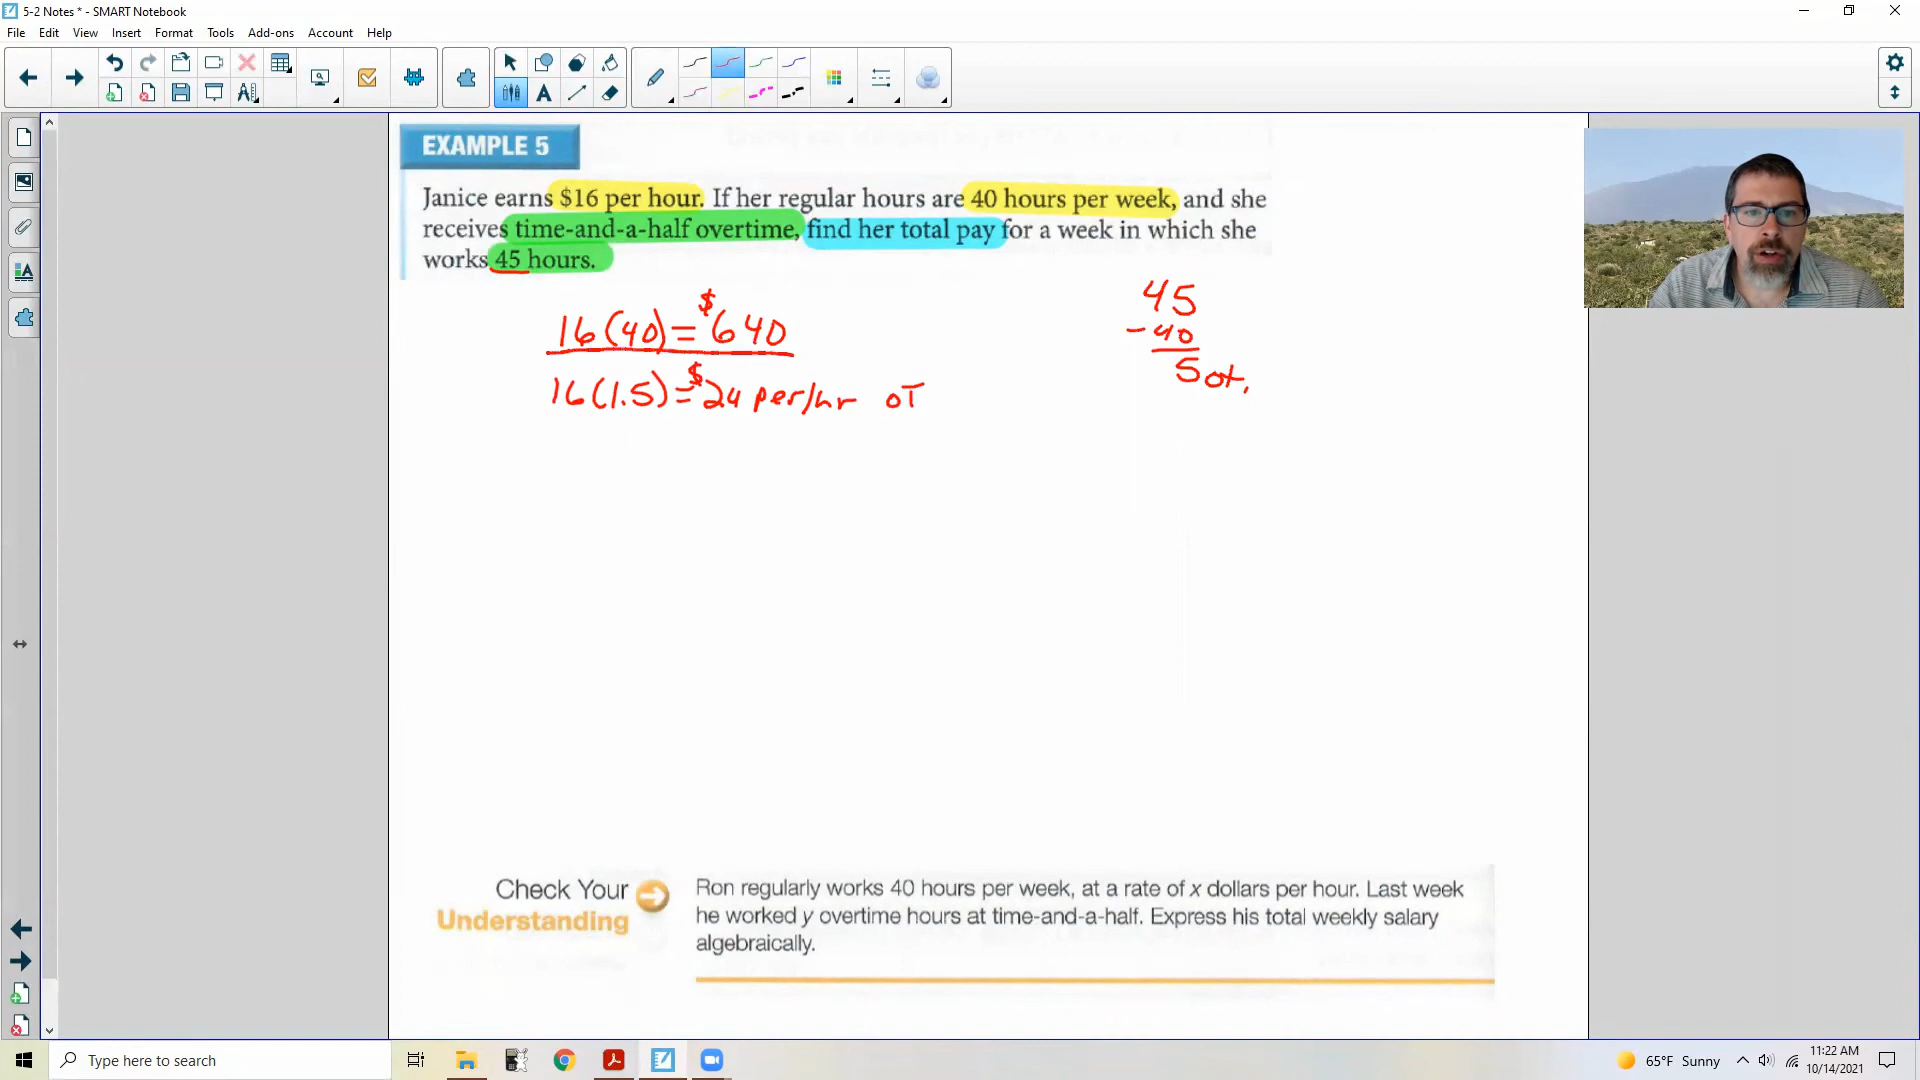 5-2 Notes * - SMART Notebook
File Edit View Insert Format Tools Add-ons Account Help
EXAMPLE 5
Janice earns $16 per hour. If her regular hours are 40 hours per week, and she
receives time-and-a-half overtime, find her total pay for a week in which she
works 45 hours.
16(40)=$640
16(1.5)=$24 per/hr OT
45
-40
5 ot.
Check Your
Understanding
Ron regularly works 40 hours per week, at a rate of x dollars per hour. Last week
he worked y overtime hours at time-and-a-half. Express his total weekly salary
algebraically.
Type here to search
65°F Sunny
11:22 AM
10/14/2021